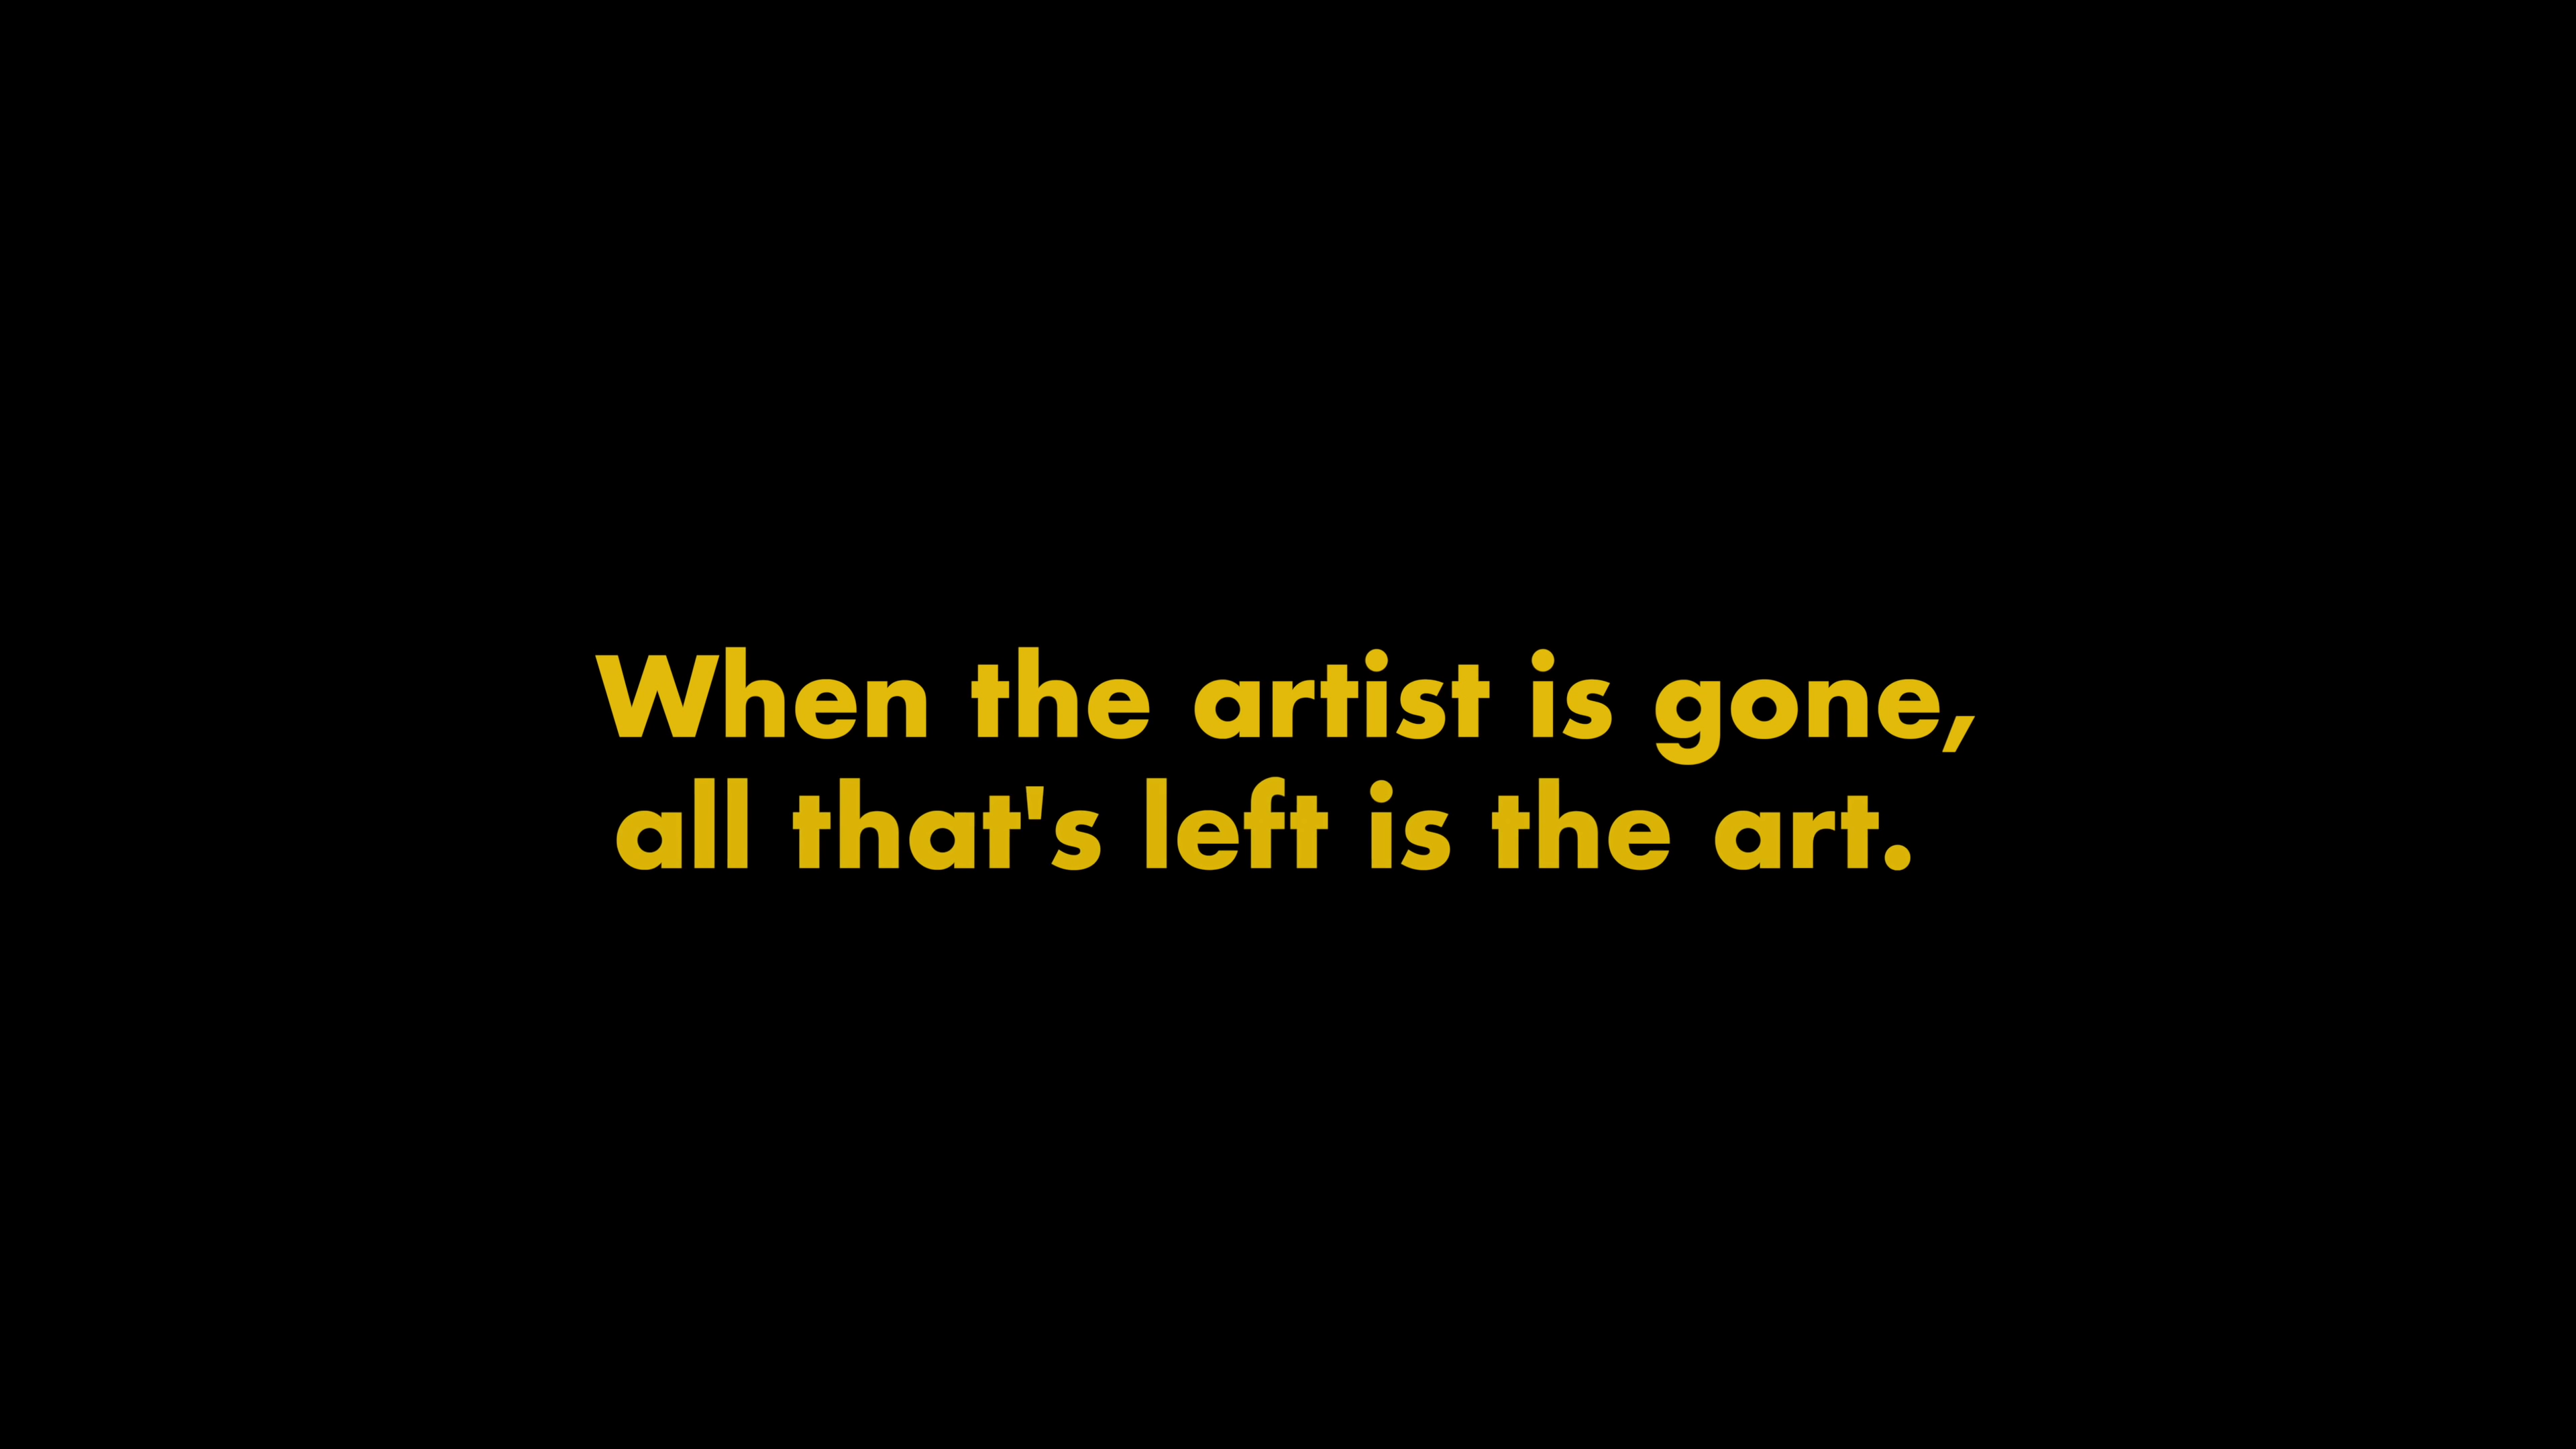 When the artist is gone,
all that's left is the art.